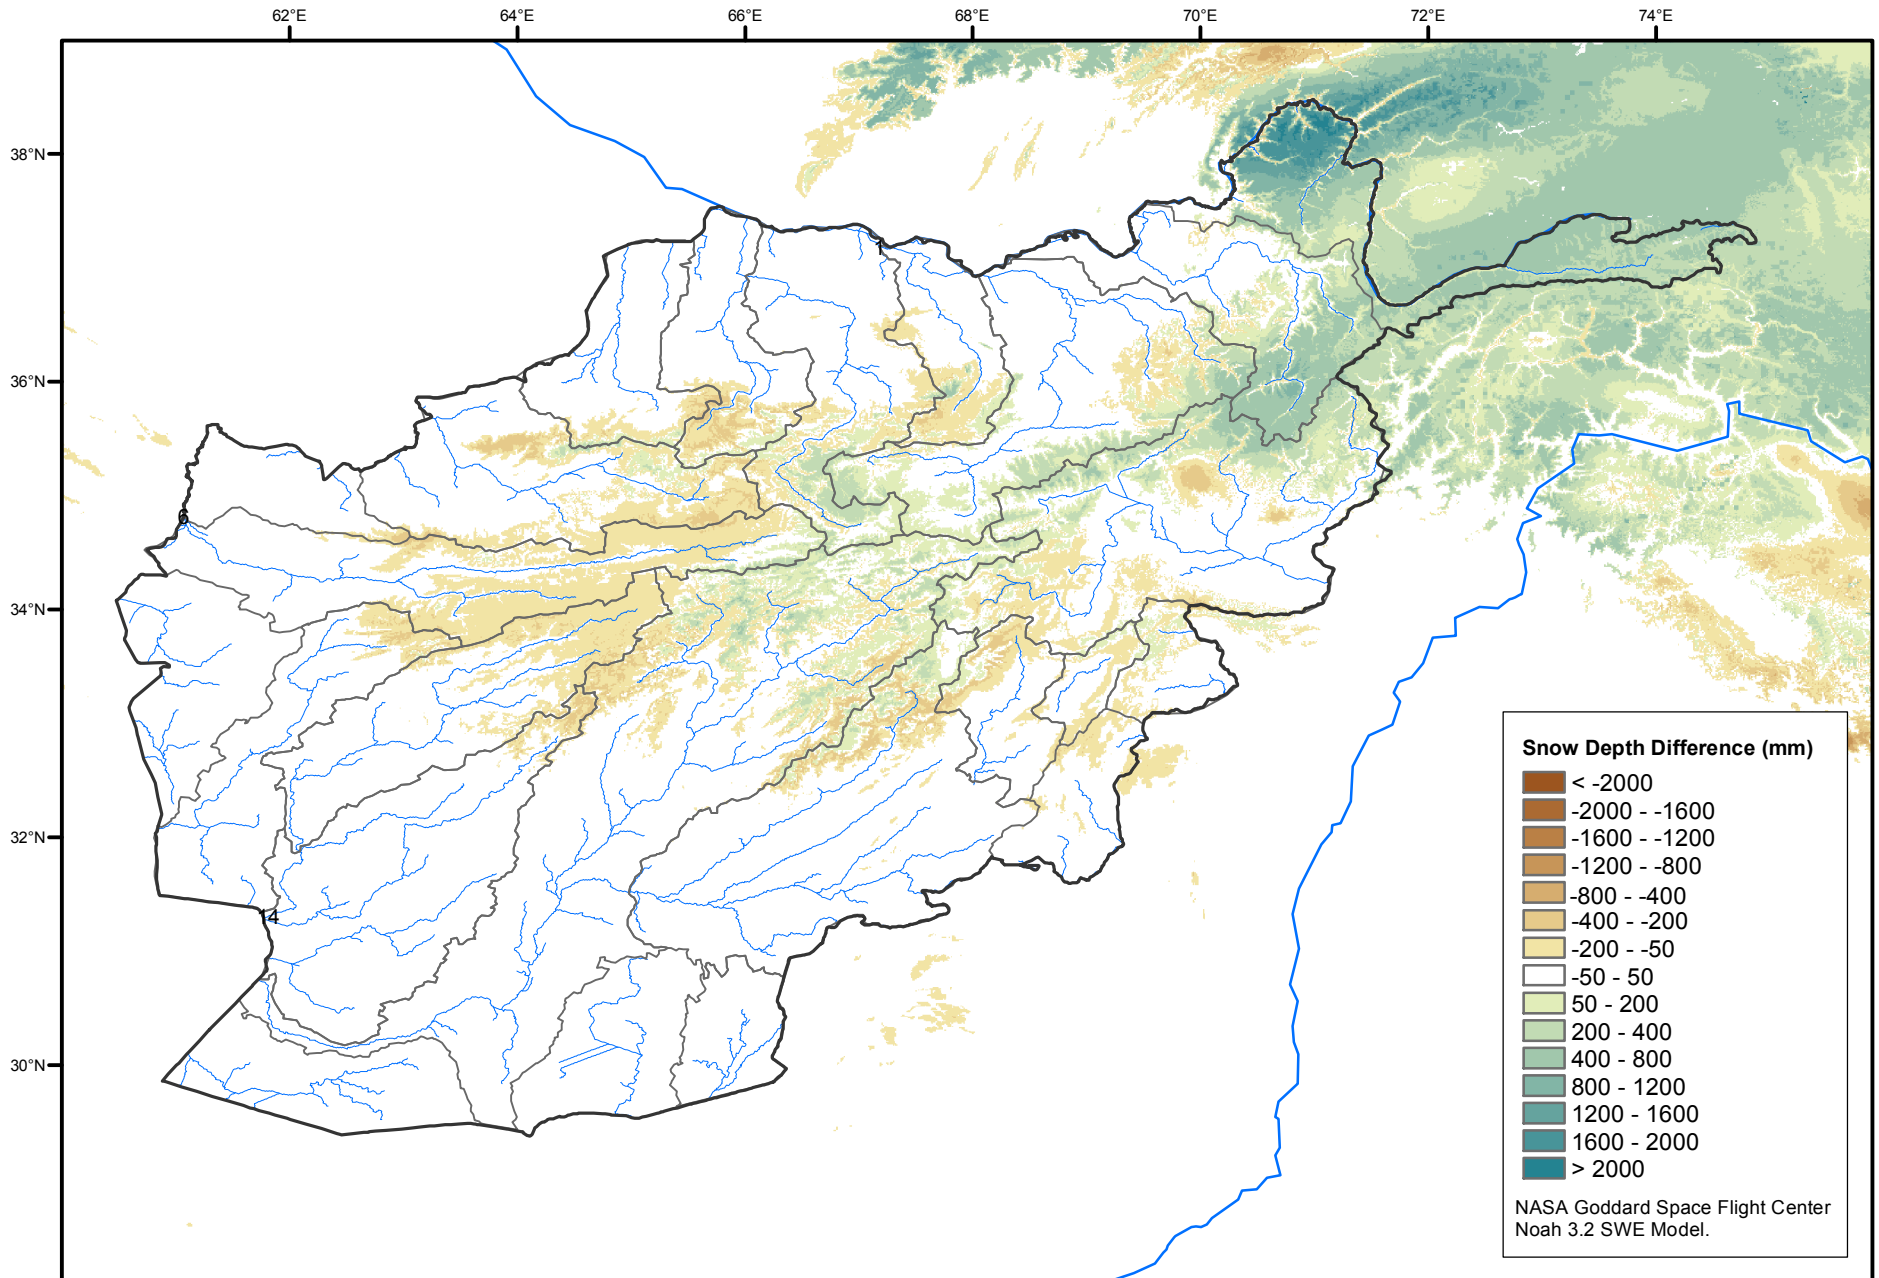 62°E 64°E 66°E 68°E 70°E 72°E 74°E
38°N
1
36°N
6
34°N
32°N
14
30°N
Snow Depth Difference (mm)
< -2000
-2000 - -1600
-1600 - -1200
-1200 - -800
-800 - -400
-400 - -200
-200 - -50
-50 - 50
50 - 200
200 - 400
400 - 800
800 - 1200
1200 - 1600
1600 - 2000
> 2000
NASA Goddard Space Flight Center
Noah 3.2 SWE Model.